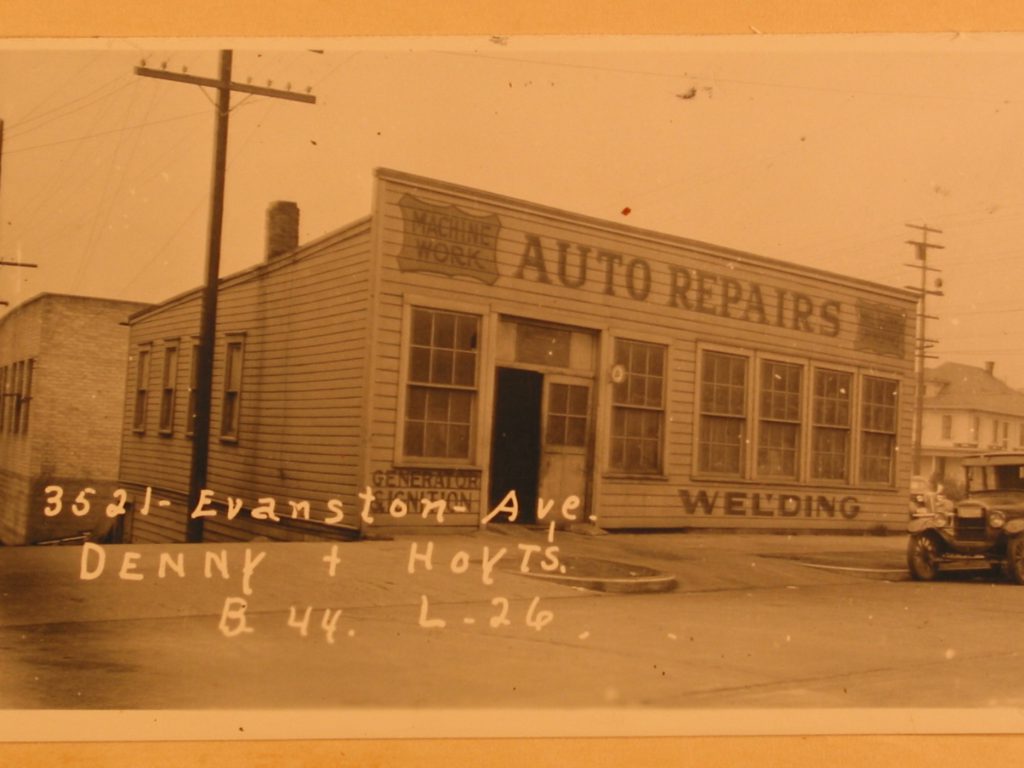 MACHINE
WORK
AUTO REPAIRS
GENERATOR
& IGNITION
WELDING
3521-Evanston-Ave.
DENNY + HOYTS.
B 44. L-26.